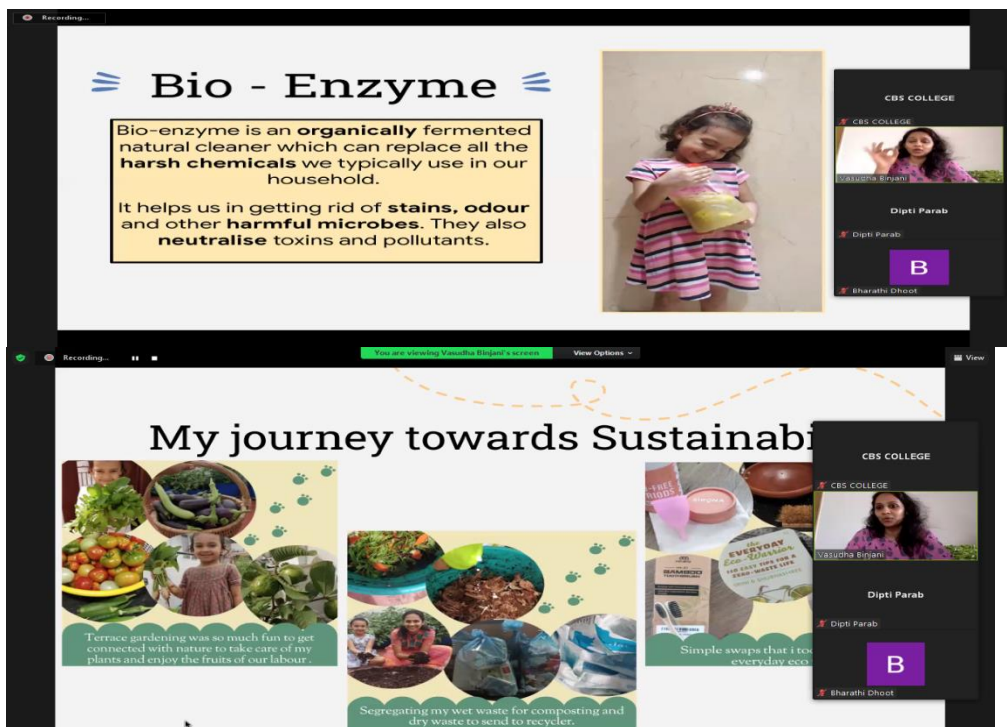 Recording...
Bio - Enzyme
Bio-enzyme is an organically fermented
natural cleaner which can replace all the
harsh chemicals we typically use in our
household.
It helps us in getting rid of stains, odour
and other harmful microbes. They also
neutralise toxins and pollutants.
CBS COLLEGE
CBS COLLEGE
Vasudha Binjani
Dipti Parab
Dipti Parab
B
Bharathi Dhoot
Recording...
You are viewing Vasudha Binjani's screen
View Options
View
My journey towards Sustainabi
Terrace gardening was so much fun to get
connected with nature to take care of my
plants and enjoy the fruits of our labour .
Segregating my wet waste for composting and
dry waste to send to recycler.
the
EVERYDAY
Eco-Warrior
BAMBOO
TOOTHBRUSH
Simple swaps that i too
everyday eco
CBS COLLEGE
CBS COLLEGE
Vasudha Binjani
Dipti Parab
Dipti Parab
B
Bharathi Dhoot